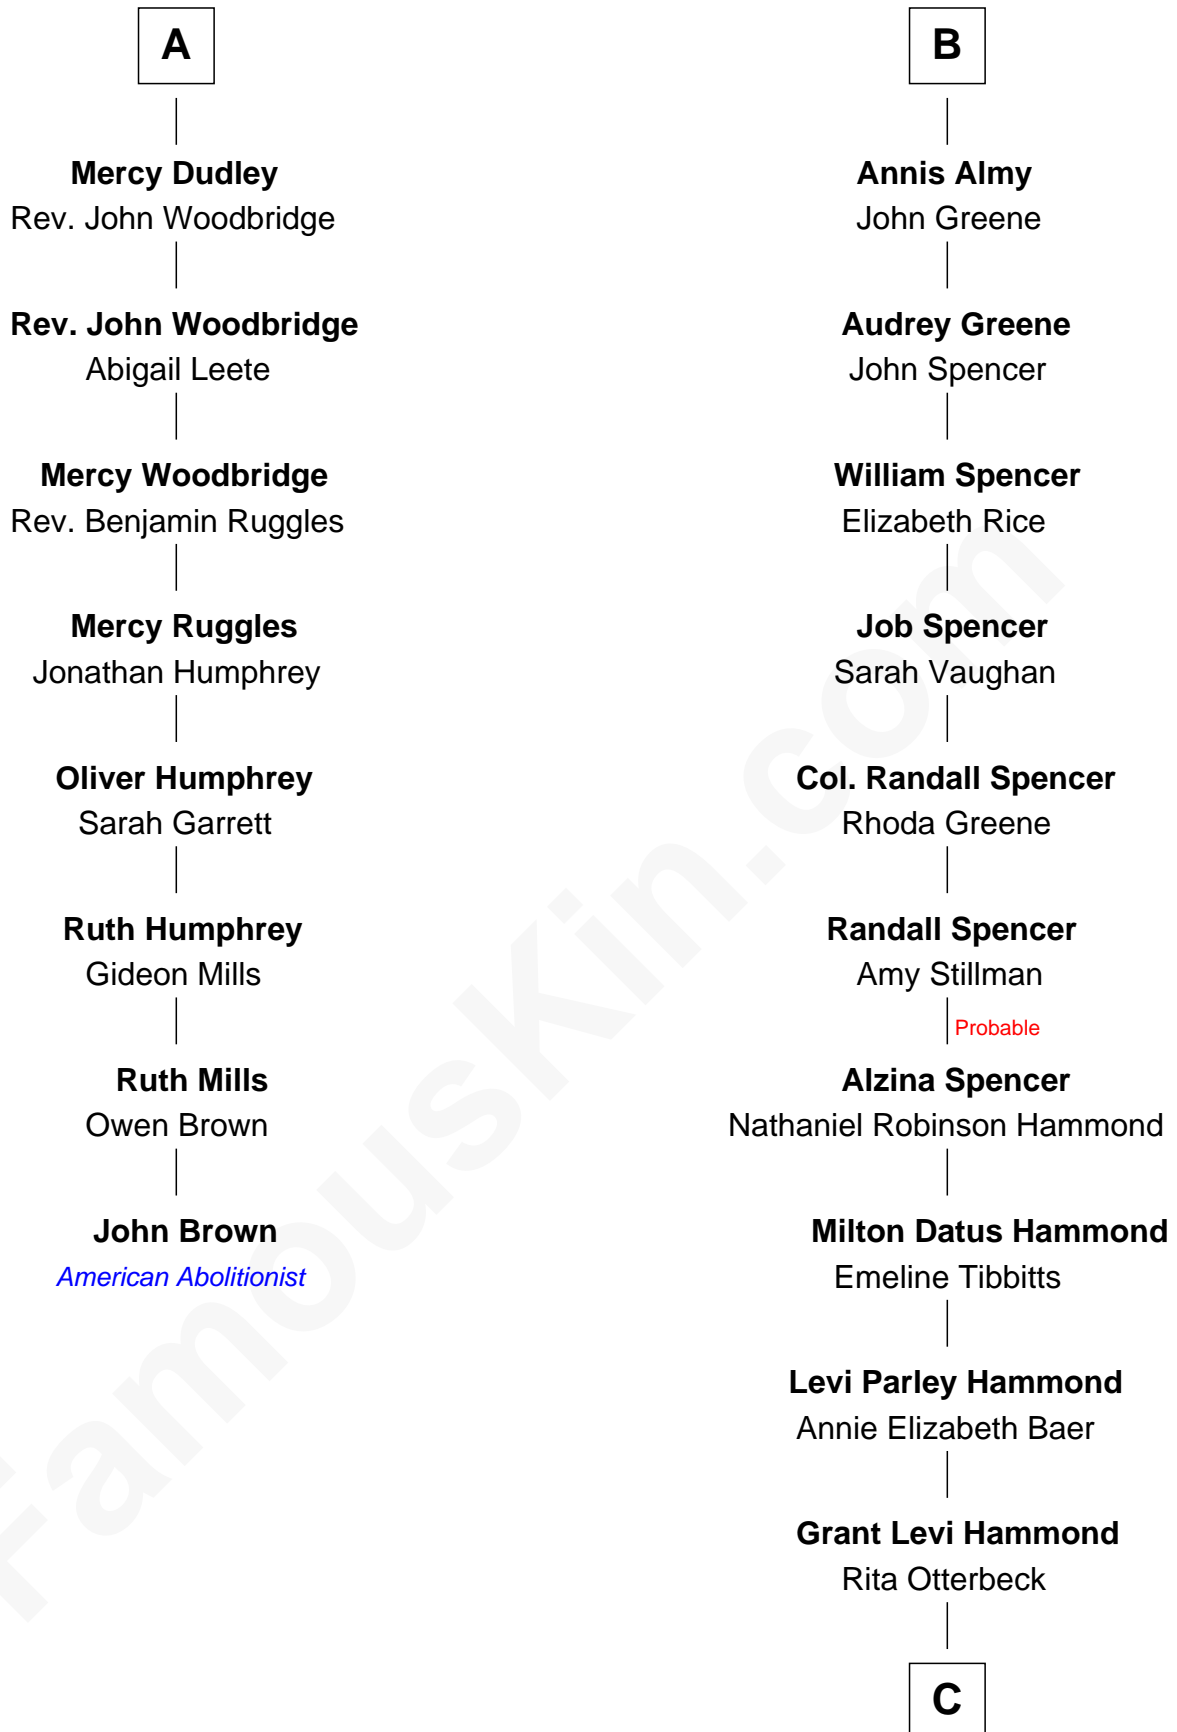 A
Mercy Dudley
Rev. John Woodbridge
Rev. John Woodbridge
Abigail Leete
Mercy Woodbridge
Rev. Benjamin Ruggles
Mercy Ruggles
Jonathan Humphrey
Oliver Humphrey
Sarah Garrett
Ruth Humphrey
Gideon Mills
Ruth Mills
Owen Brown
John Brown
American Abolitionist
B
Annis Almy
John Greene
Audrey Greene
John Spencer
William Spencer
Elizabeth Rice
Job Spencer
Sarah Vaughan
Col. Randall Spencer
Rhoda Greene
Randall Spencer
Amy Stillman
Probable
Alzina Spencer
Nathaniel Robinson Hammond
Milton Datus Hammond
Emeline Tibbitts
Levi Parley Hammond
Annie Elizabeth Baer
Grant Levi Hammond
Rita Otterbeck
C
FamousKin.com